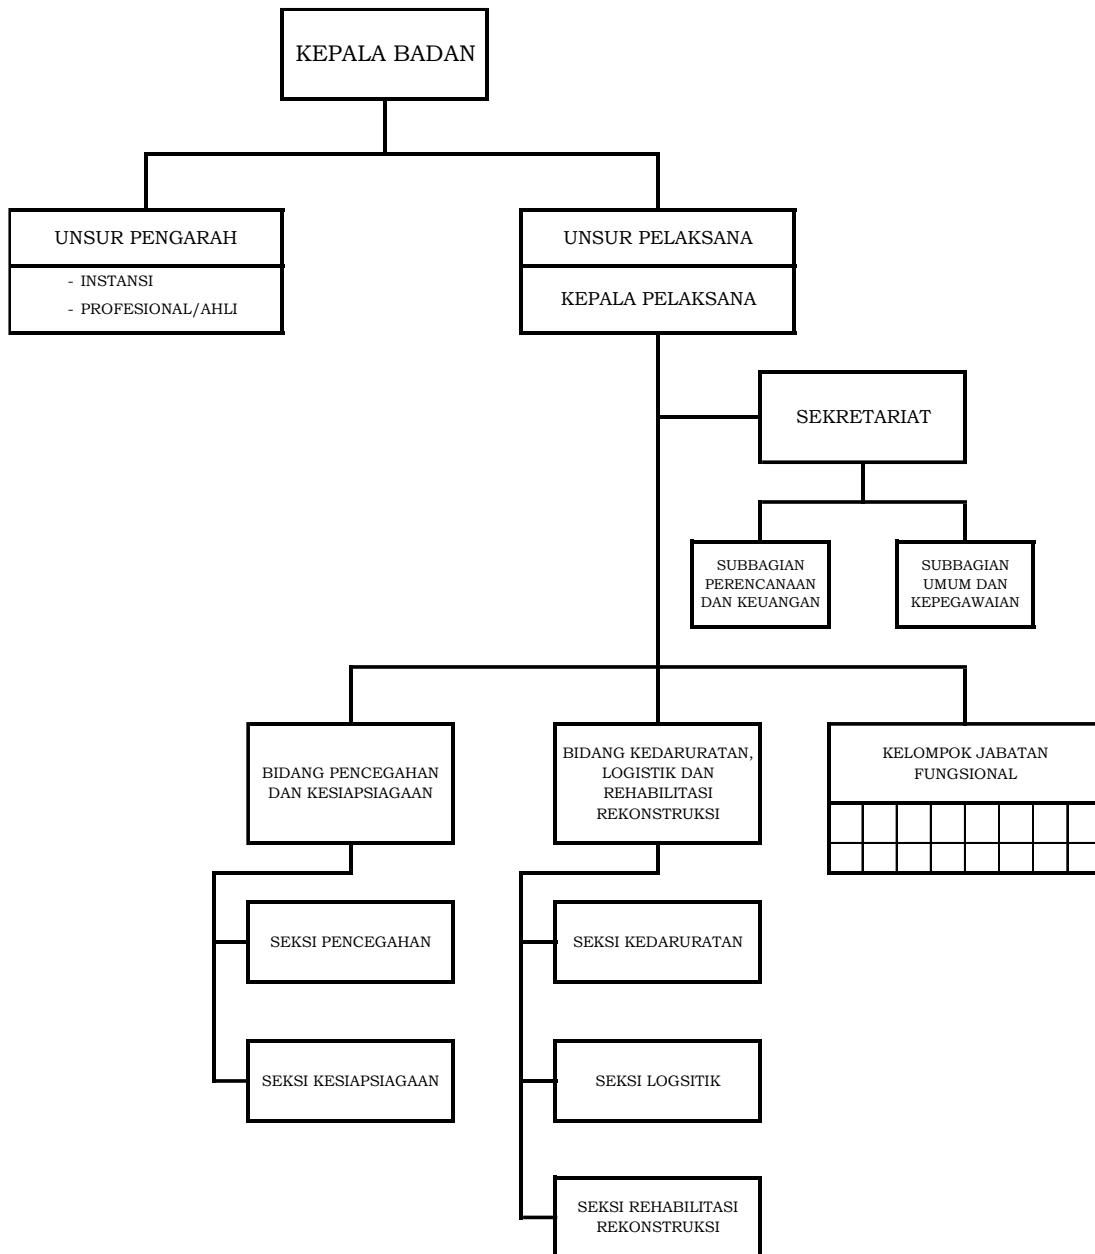 KEPALA BADAN
UNSUR PENGARAH
- INSTANSI
- PROFESIONAL/AHLI
UNSUR PELAKSANA
KEPALA PELAKSANA
SEKRETARIAT
SUBBAGIAN
PERENCANAAN
DAN KEUANGAN
SUBBAGIAN
UMUM DAN
KEPEGAWAIAN
BIDANG PENCEGAHAN
DAN KESIAPSIAGAAN
BIDANG KEDARURATAN,
LOGISTIK DAN
REHABILITASI
REKONSTRUKSI
KELOMPOK JABATAN
FUNGSIONAL
SEKSI PENCEGAHAN
SEKSI KEDARURATAN
SEKSI KESIAPSIAGAAN
SEKSI LOGSITIK
SEKSI REHABILITASI
REKONSTRUKSI